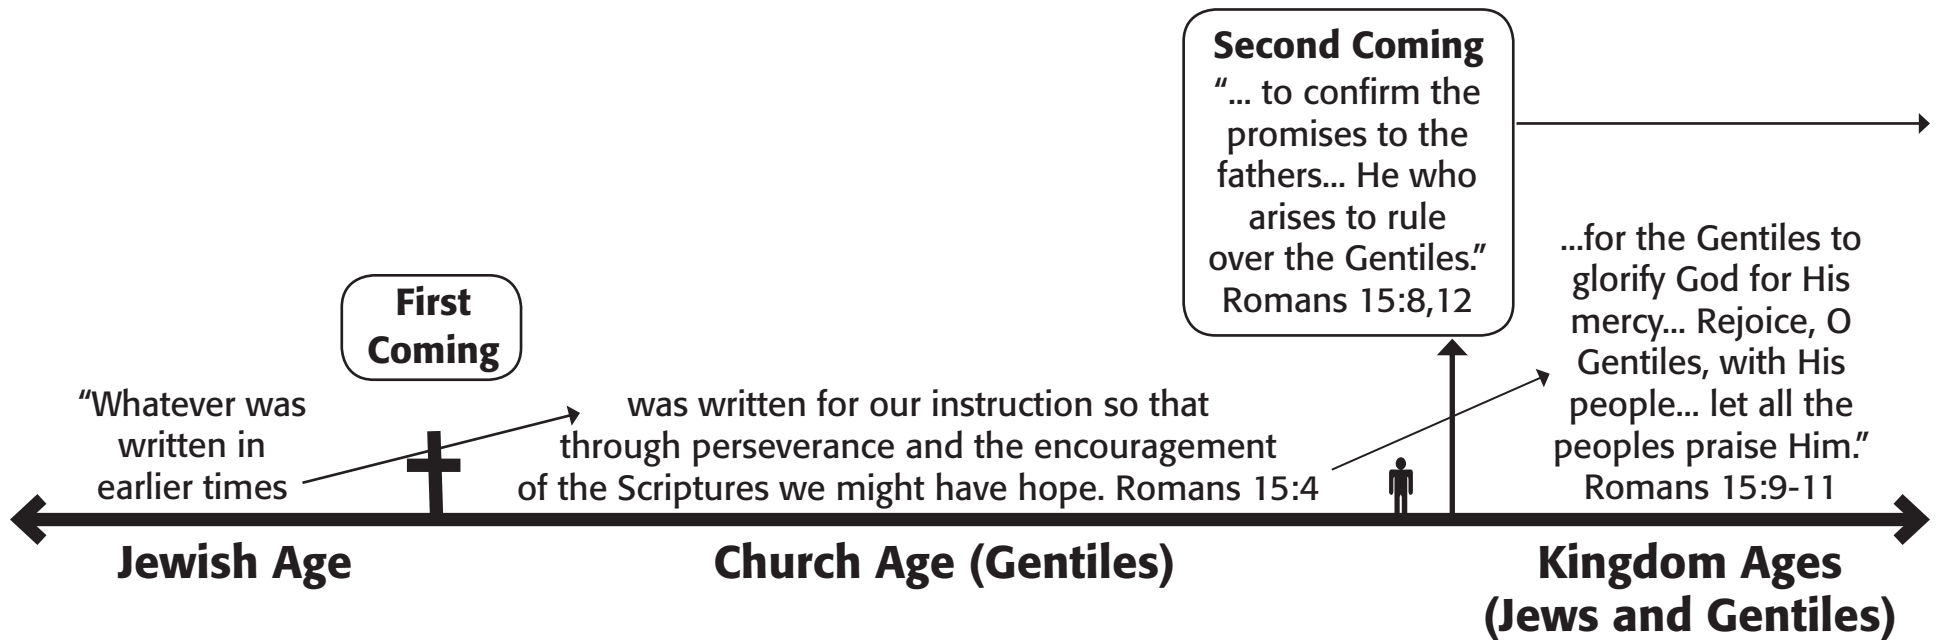 First
Coming
Second Coming
“... to confirm the
promises to the
fathers... He who
arises to rule
over the Gentiles.”
Romans 15:8,12
“Whatever was
written in
earlier times
was written for our instruction so that
through perseverance and the encouragement
of the Scriptures we might have hope. Romans 15:4
...for the Gentiles to
glorify God for His
mercy... Rejoice, O
Gentiles, with His
people... let all the
peoples praise Him.”
Romans 15:9-11
Jewish Age
Church Age (Gentiles)
Kingdom Ages
(Jews and Gentiles)